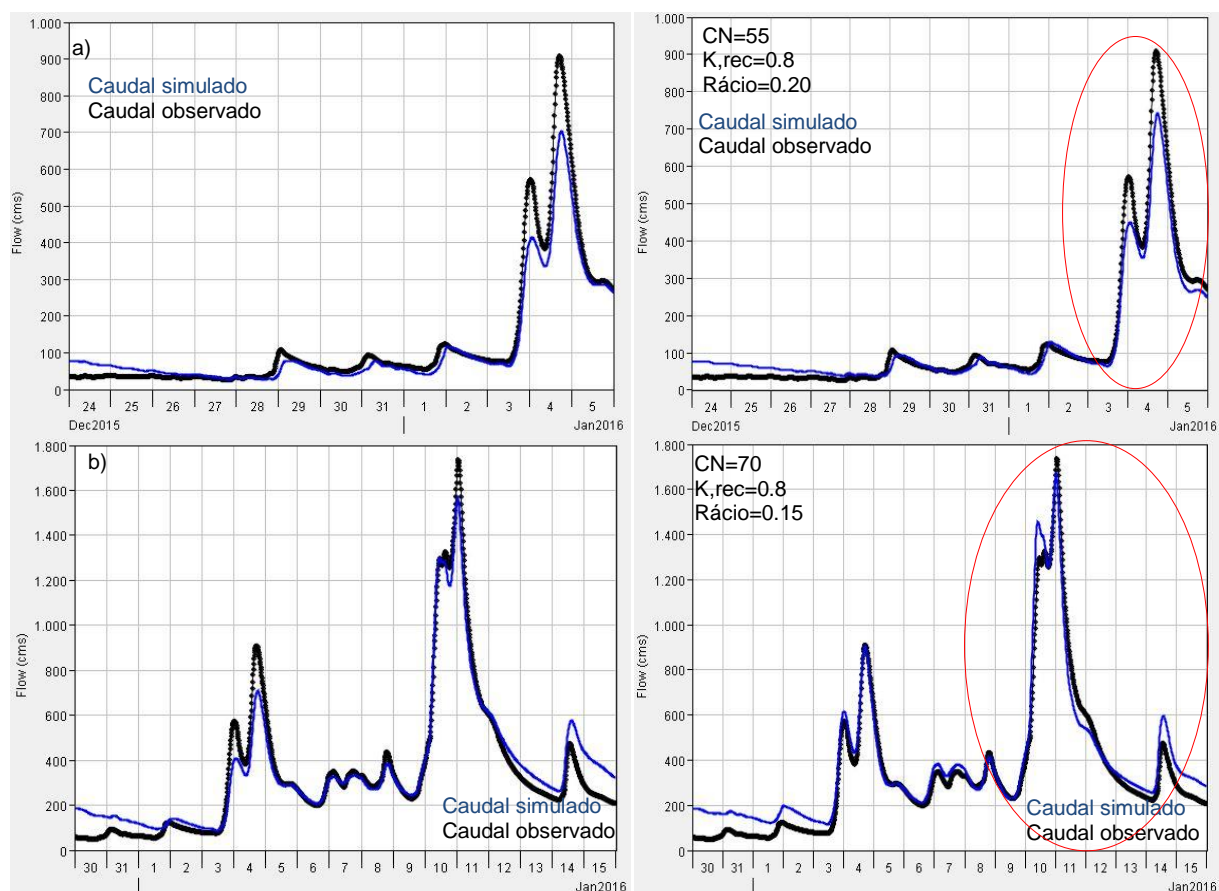 1.000
900
800
700
600
500
400
300
200
100
0
Flow (cms)
a)
Caudal simulado
Caudal observado
24 25 26 27 28 29 30 31 1 2 3 4 5
Dec2015 Jan2016
1.000
900
800
700
600
500
400
300
200
100
0
Flow (cms)
CN=55
K,rec=0.8
Rácio=0.20
Caudal simulado
Caudal observado
24 25 26 27 28 29 30 31 1 2 3 4 5
Dec2015 Jan2016
1.800
1.600
1.400
1.200
1.000
800
600
400
200
0
Flow (cms)
b)
Caudal simulado
Caudal observado
30 31 1 2 3 4 5 6 7 8 9 10 11 12 13 14 15
Jan2016
1.800
1.600
1.400
1.200
1.000
800
600
400
200
0
Flow (cms)
CN=70
K,rec=0.8
Rácio=0.15
Caudal simulado
Caudal observado
30 31 1 2 3 4 5 6 7 8 9 10 11 12 13 14 15
Jan2016